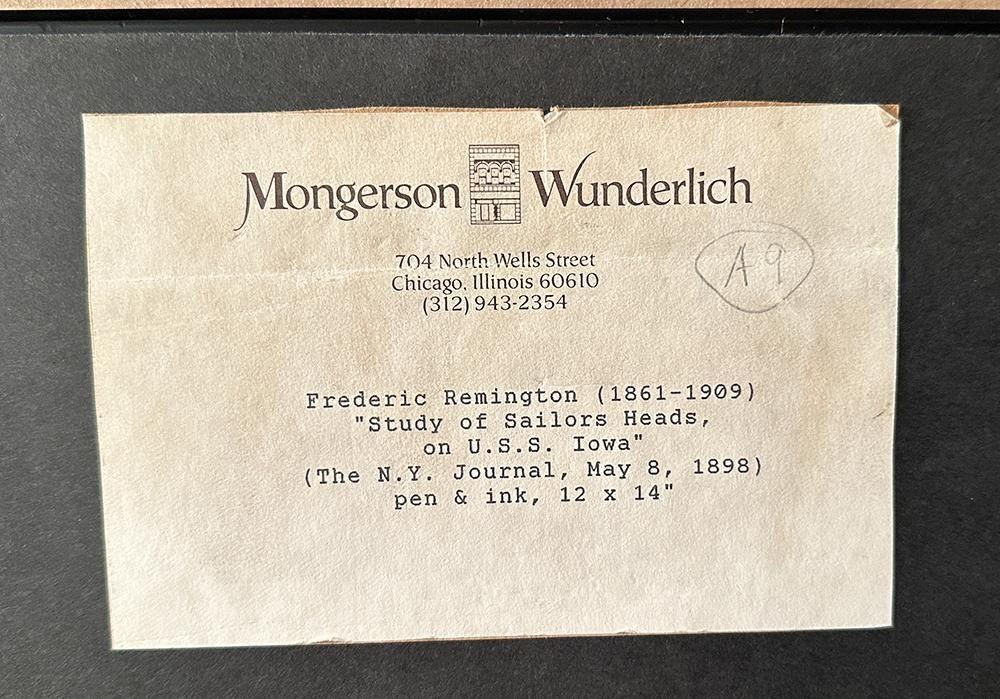 Mongerson Wunderlich
704 North Wells Street
Chicago, Illinois 60610
(312) 943-2354
A9
Frederic Remington (1861-1909)
"Study of Sailors Heads,
on U.S.S. Iowa"
(The N.Y. Journal, May 8, 1898)
pen & ink, 12 x 14"